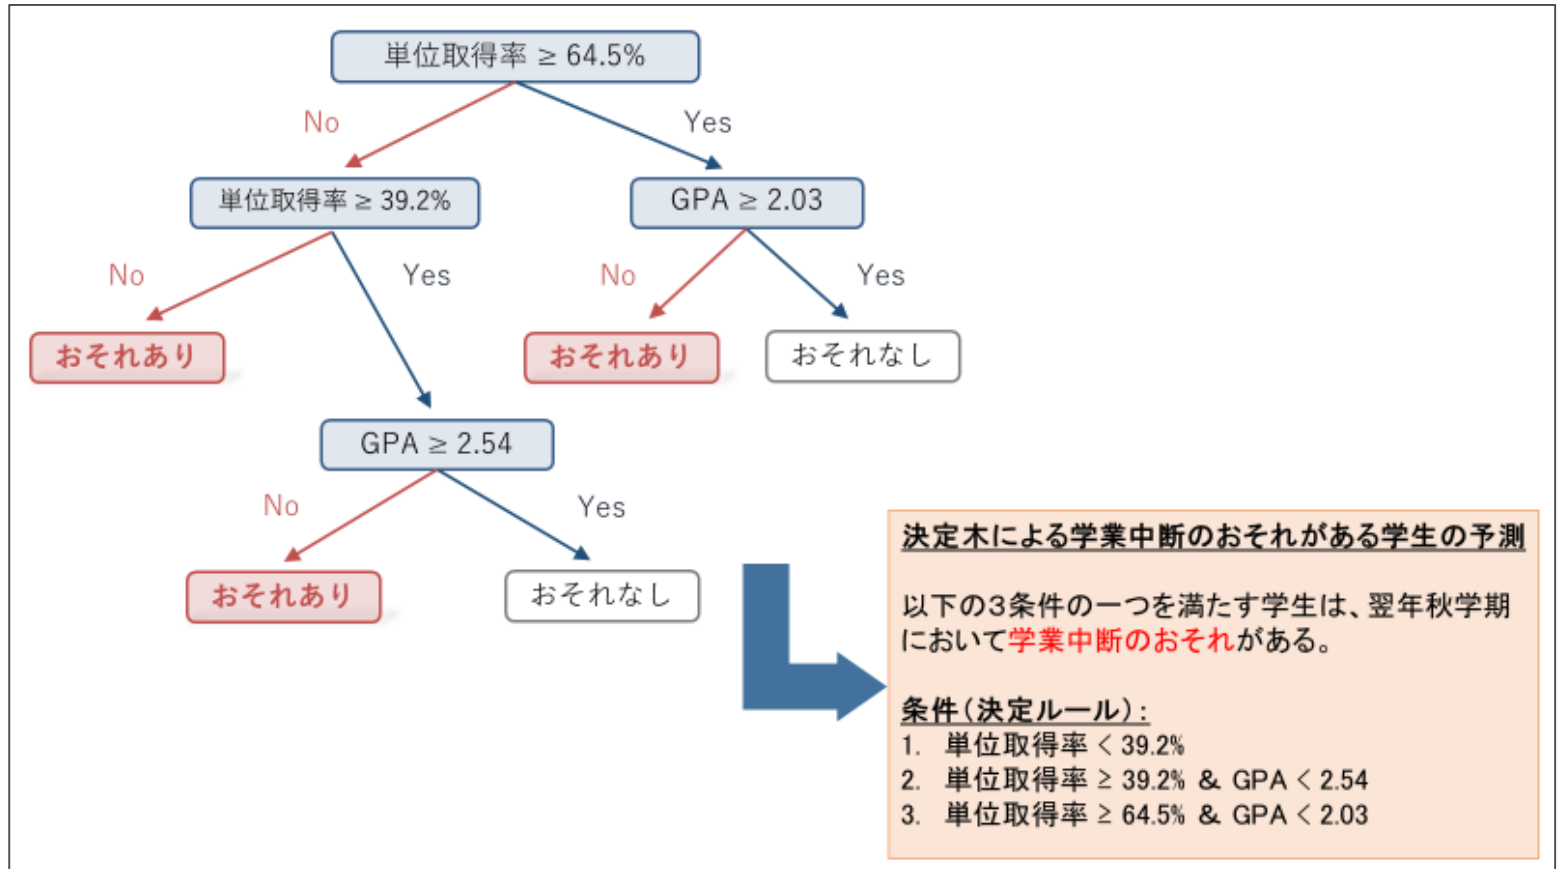 単位取得率 ≥ 64.5%
No
Yes
単位取得率 ≥ 39.2%
GPA ≥ 2.03
No
Yes
No
Yes
おそれあり
おそれあり
おそれなし
GPA ≥ 2.54
No
Yes
おそれあり
おそれなし
決定木による学業中断のおそれがある学生の予測
以下の３条件の一つを満たす学生は、翌年秋学期
において学業中断のおそれがある。
条件（決定ルール）：
1. 単位取得率 < 39.2%
2. 単位取得率 ≥ 39.2% & GPA < 2.54
3. 単位取得率 ≥ 64.5% & GPA < 2.03